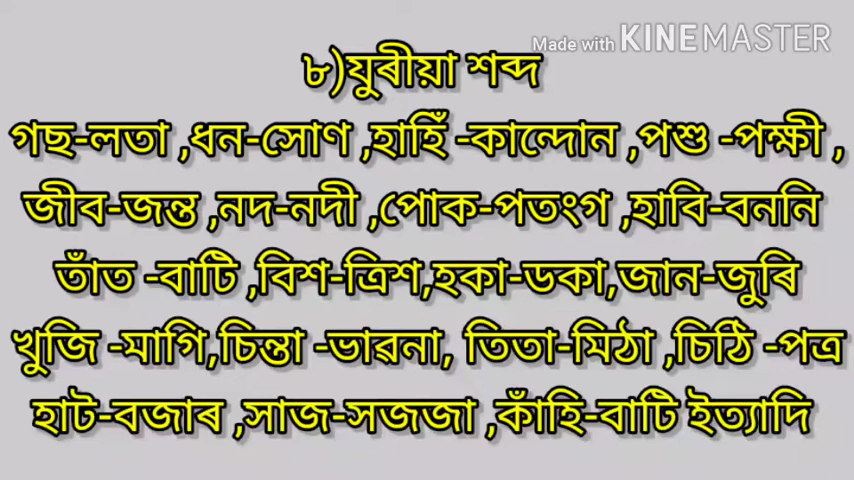 Made with KINEMASTER
৮)যুৰীয়া শব্দ
গছ-লতা ,ধন-সোণ ,হাহিঁ -কান্দোন ,পশু -পক্ষী ,
জীৱ-জন্ত ,নদ-নদী ,পোক-পতংগ ,হাবি-বননি
তাঁত -বাটি ,বিশ-ত্রিশ,হকা-ডকা,জান-জুৰি
খুজি -মাগি,চিন্তা -ভাৱনা, তিতা-মিঠা ,চিঠি -পত্র
হাট-বজাৰ ,সাজ-সজজা ,কাঁহি-বাটি ইত্যাদি